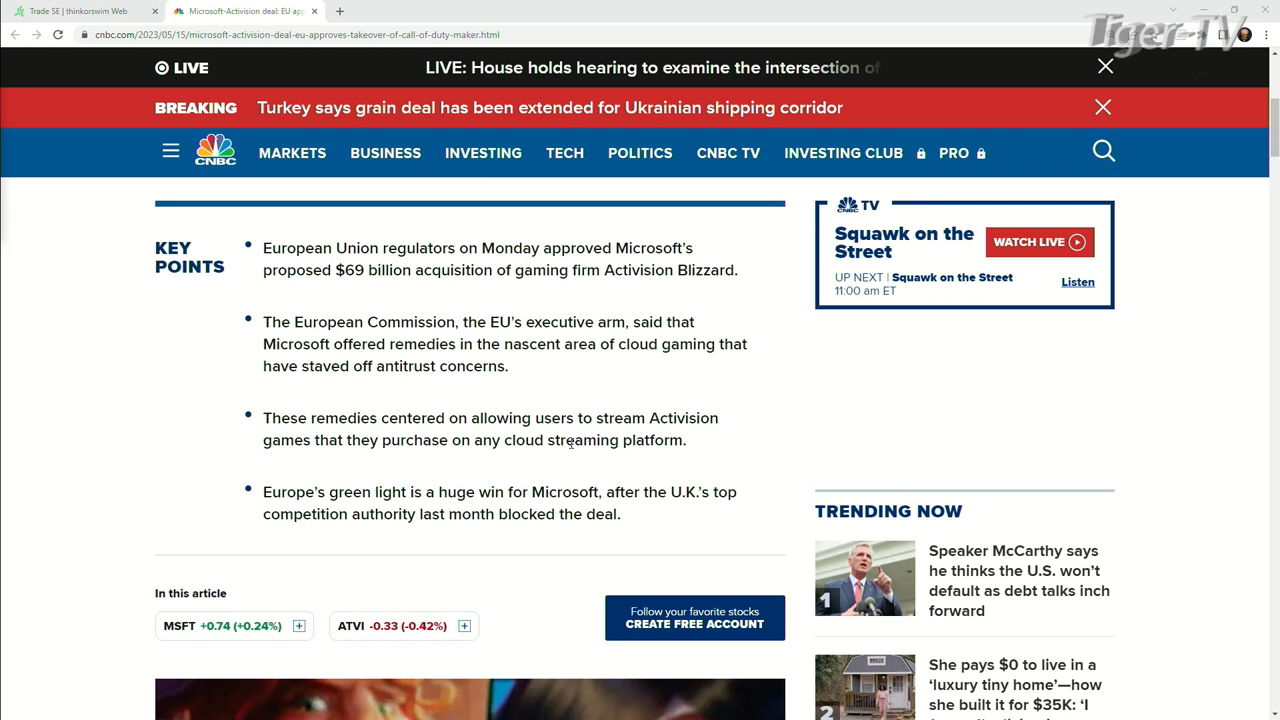 Trade SE | thinkorswim Web
Microsoft-Activision deal: EU app
Tiger-TV
cnbc.com/2023/05/15/microsoft-activision-deal-eu-approves-takeover-of-call-of-duty-maker.html
LIVE
LIVE: House holds hearing to examine the intersection of
BREAKING
Turkey says grain deal has been extended for Ukrainian shipping corridor
CNBC
MARKETS
BUSINESS
INVESTING
TECH
POLITICS
CNBC TV
INVESTING CLUB
PRO
KEY
POINTS
European Union regulators on Monday approved Microsoft’s
proposed $69 billion acquisition of gaming firm Activision Blizzard.
The European Commission, the EU’s executive arm, said that
Microsoft offered remedies in the nascent area of cloud gaming that
have staved off antitrust concerns.
These remedies centered on allowing users to stream Activision
games that they purchase on any cloud streaming platform.
Europe’s green light is a huge win for Microsoft, after the U.K.’s top
competition authority last month blocked the deal.
In this article
MSFT +0.74 (+0.24%)
ATVI -0.33 (-0.42%)
Follow your favorite stocks
CREATE FREE ACCOUNT
CNBC TV
Squawk on the
Street
WATCH LIVE
UP NEXT | Squawk on the Street
11:00 am ET
Listen
TRENDING NOW
1
Speaker McCarthy says
he thinks the U.S. won’t
default as debt talks inch
forward
2
She pays $0 to live in a
‘luxury tiny home’—how
she built it for $35K: ‘I